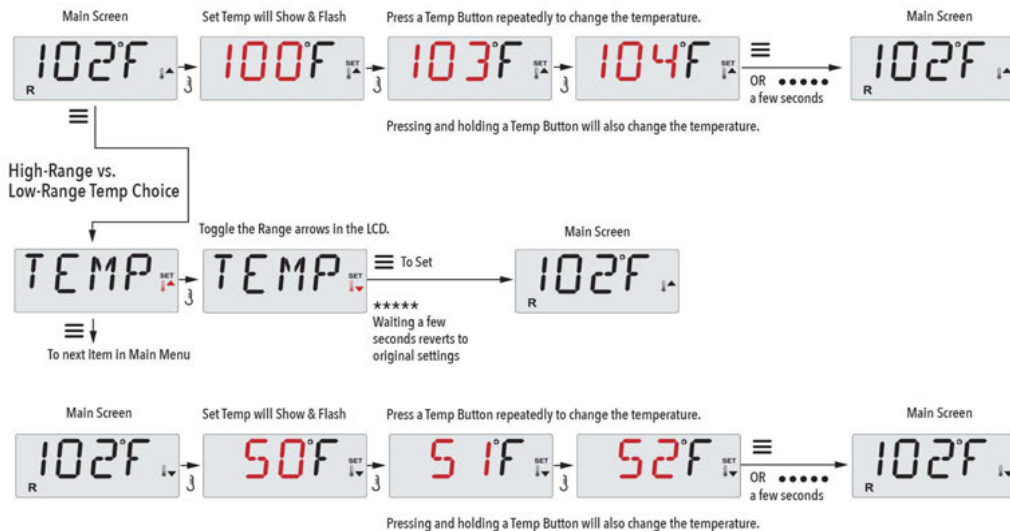 Main Screen
Set Temp will Show & Flash
Press a Temp Button repeatedly to change the temperature.
Main Screen
102°F
R
SET
100°F
SET
103°F
SET
104°F
OR •••••
a few seconds
102°F
R
Pressing and holding a Temp Button will also change the temperature.
High-Range vs.
Low-Range Temp Choice
Toggle the Range arrows in the LCD.
Main Screen
TEMP
SET
TEMP
SET
To Set
102°F
R
*****
Waiting a few
seconds reverts to
original settings
To next item in Main Menu
Main Screen
Set Temp will Show & Flash
Press a Temp Button repeatedly to change the temperature.
Main Screen
102°F
R
50°F
SET
51°F
SET
52°F
SET
OR •••••
a few seconds
102°F
R
Pressing and holding a Temp Button will also change the temperature.